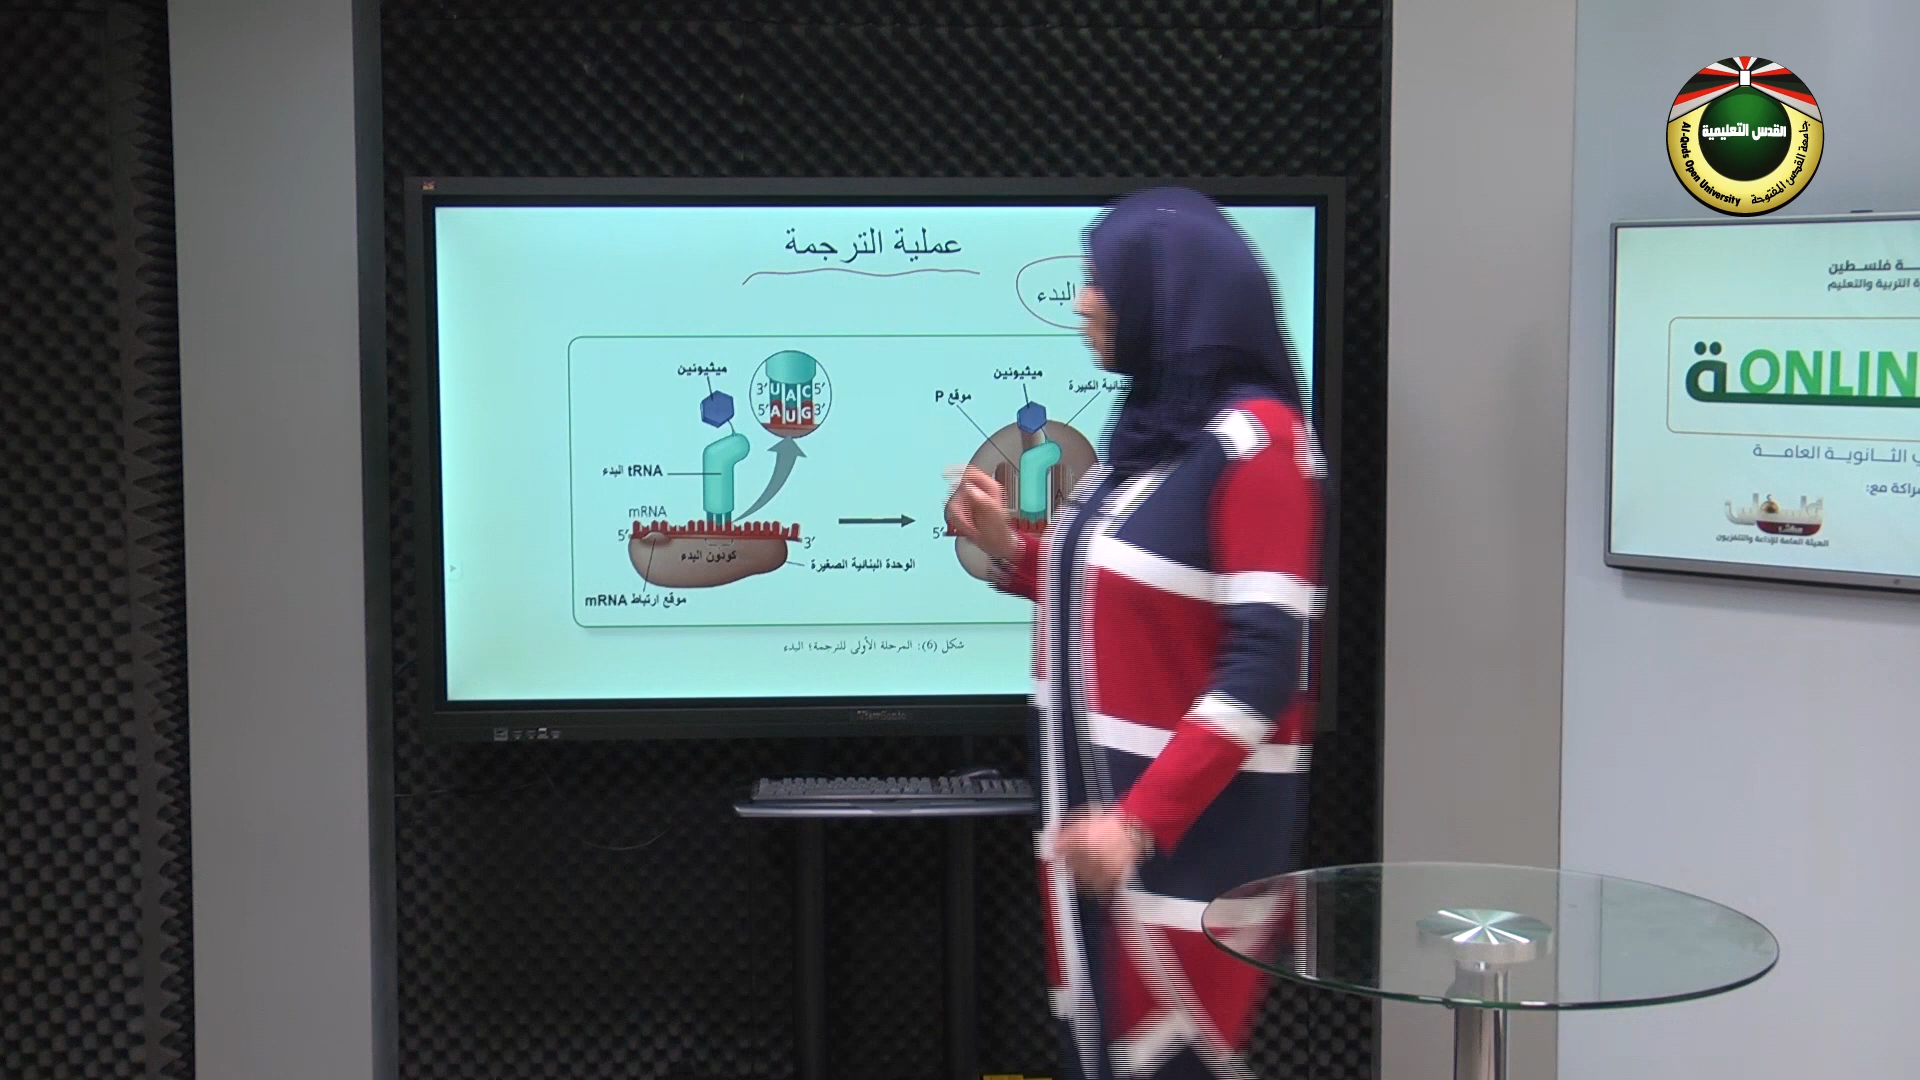 عملية الترجمة
البدء
ميثيونين
3′ U A C 5′
5′ A U G 3′
tRNA البدء
mRNA
5′
3′
كودون البدء
الوحدة البنائية الصغيرة
موقع ارتباط mRNA
ميثيونين
موقع P
الكبيرة
A
5′
شكل (6): المرحلة الأولى للترجمة؛ البدء
القدس التعليمية
جامعة القدس المفتوحة
Al-Quds Open University
فلسطين
التربية والتعليم
ONLIN
الثانوية العامة
مع:
فلسطين
الهيئة العامة للإذاعة والتلفزيون